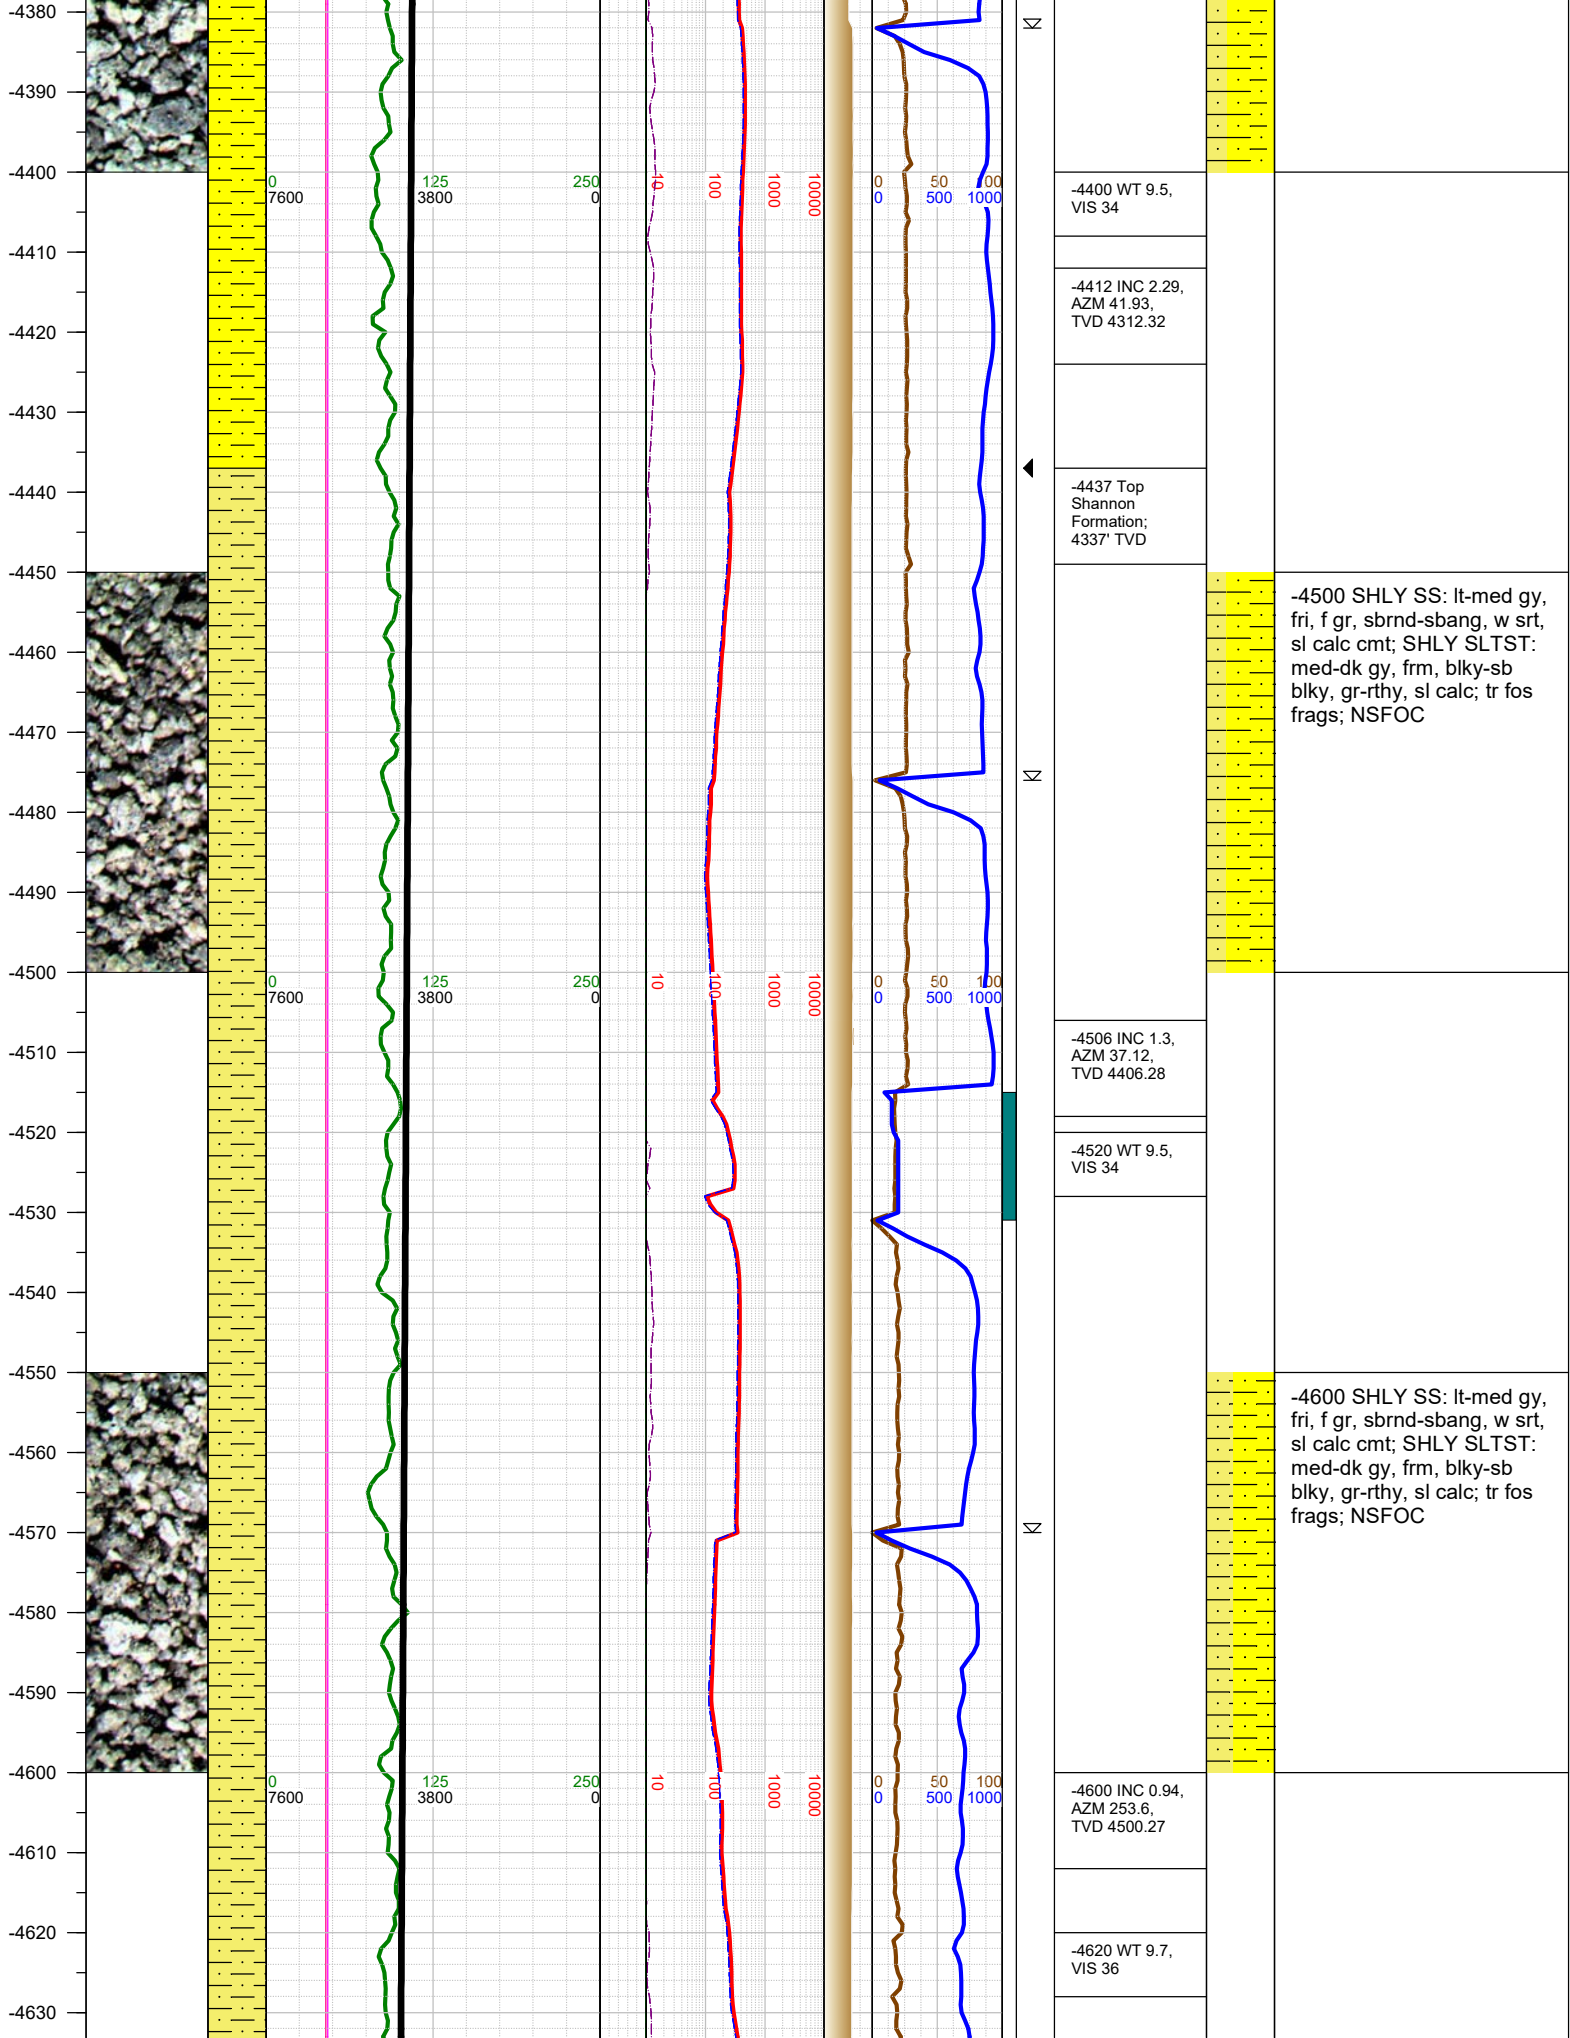 -4380
-4390
-4400
0 125 250 10 100 1000 10000 0 50 100
7600 3800 0 0 500 1000
-4400 WT 9.5,
VIS 34
-4410
-4412 INC 2.29,
AZM 41.93,
TVD 4312.32
-4420
-4430
-4437 Top
Shannon
Formation;
4337' TVD
-4440
-4450
-4500 SHLY SS: lt-med gy,
fri, f gr, sbrnd-sbang, w srt,
sl calc cmt; SHLY SLTST:
med-dk gy, frm, blky-sb
blky, gr-rthy, sl calc; tr fos
frags; NSFOC
-4460
-4470
-4480
-4490
-4500
0 125 250 10 100 1000 10000 0 50 100
7600 3800 0 0 500 1000
-4506 INC 1.3,
AZM 37.12,
TVD 4406.28
-4510
-4520
-4520 WT 9.5,
VIS 34
-4530
-4540
-4550
-4600 SHLY SS: lt-med gy,
fri, f gr, sbrnd-sbang, w srt,
sl calc cmt; SHLY SLTST:
med-dk gy, frm, blky-sb
blky, gr-rthy, sl calc; tr fos
frags; NSFOC
-4560
-4570
-4580
-4590
-4600
0 125 250 10 100 1000 10000 0 50 100
7600 3800 0 0 500 1000
-4600 INC 0.94,
AZM 253.6,
TVD 4500.27
-4610
-4620
-4620 WT 9.7,
VIS 36
-4630